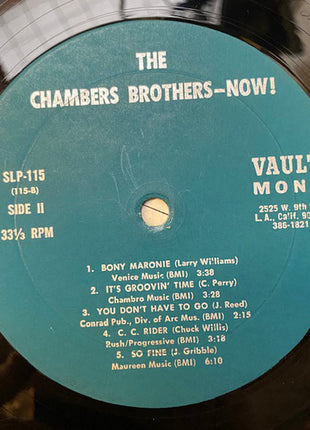 THE
CHAMBERS BROTHERS—NOW!
SLP-115
(115-B)
SIDE II
33⅓ RPM
VAULT
MON
2525 W. 9th
L.A., Calif. 90
386-1821
1. BONY MARONIE (Larry Williams)
Venice Music (BMI) 3:38
2. IT'S GROOVIN' TIME (C. Perry)
Chambro Music (BMI) 3:28
3. YOU DON'T HAVE TO GO (J. Reed)
Conrad Pub., Div. of Arc Mus. (BMI) 2:15
4. C. C. RIDER (Chuck Willis)
Rush/Progressive (BMI) 3:18
5. SO FINE (J. Gribble)
Maureen Music (BMI) 6:10